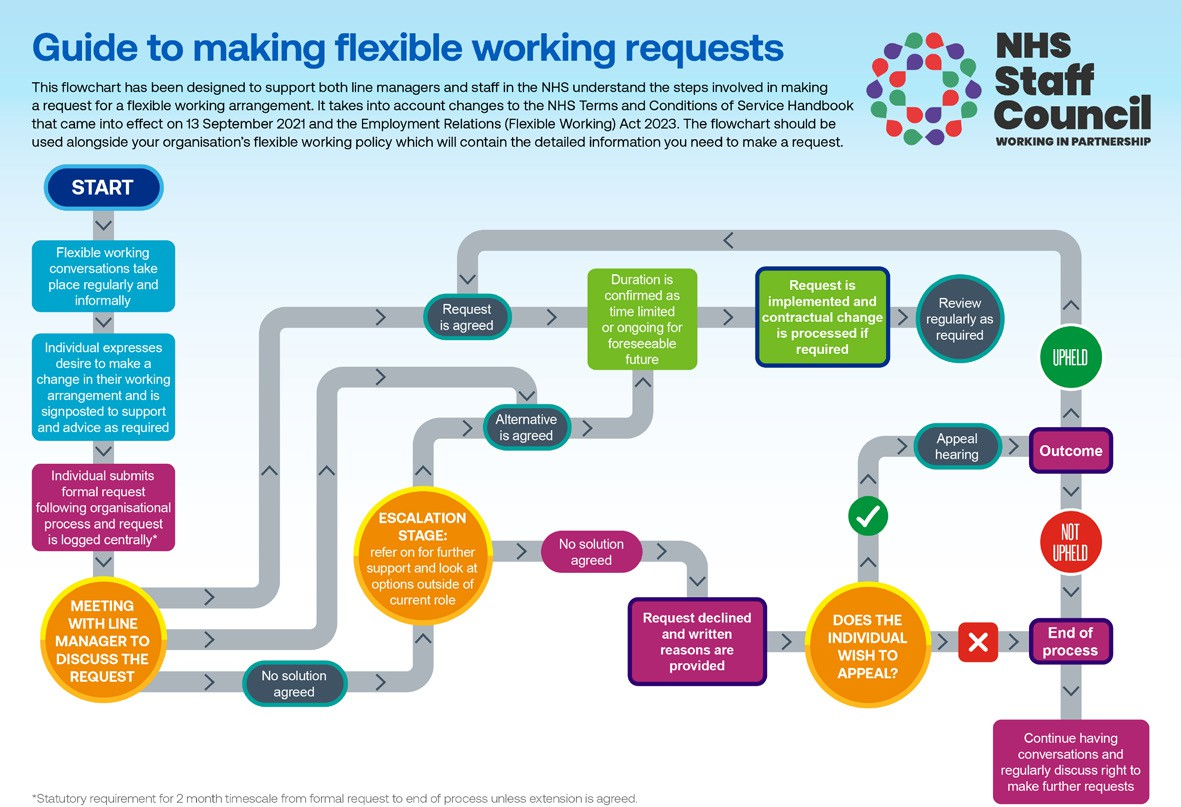 Guide to making flexible working requests
This flowchart has been designed to support both line managers and staff in the NHS understand the steps involved in making
a request for a flexible working arrangement. It takes into account changes to the NHS Terms and Conditions of Service Handbook
that came into effect on 13 September 2021 and the Employment Relations (Flexible Working) Act 2023. The flowchart should be
used alongside your organisation's flexible working policy which will contain the detailed information you need to make a request.
NHS
Staff
Council
WORKING IN PARTNERSHIP
START
Flexible working
conversations take
place regularly and
informally
Individual expresses
desire to make a
change in their working
arrangement and is
signposted to support
and advice as required
Individual submits
formal request
following organisational
process and request
is logged centrally*
MEETING
WITH LINE
MANAGER TO
DISCUSS THE
REQUEST
Request
is agreed
Duration is
confirmed as
time limited
or ongoing for
foreseeable
future
Request is
implemented and
contractual change
is processed if
required
Review
regularly as
required
Alternative
is agreed
No solution
agreed
ESCALATION
STAGE:
refer on for further
support and look at
options outside of
current role
No solution
agreed
Request declined
and written
reasons are
provided
DOES THE
INDIVIDUAL
WISH TO
APPEAL?
Appeal
hearing
Outcome
UPHELD
NOT
UPHELD
End of
process
Continue having
conversations and
regularly discuss right to
make further requests
*Statutory requirement for 2 month timescale from formal request to end of process unless extension is agreed.